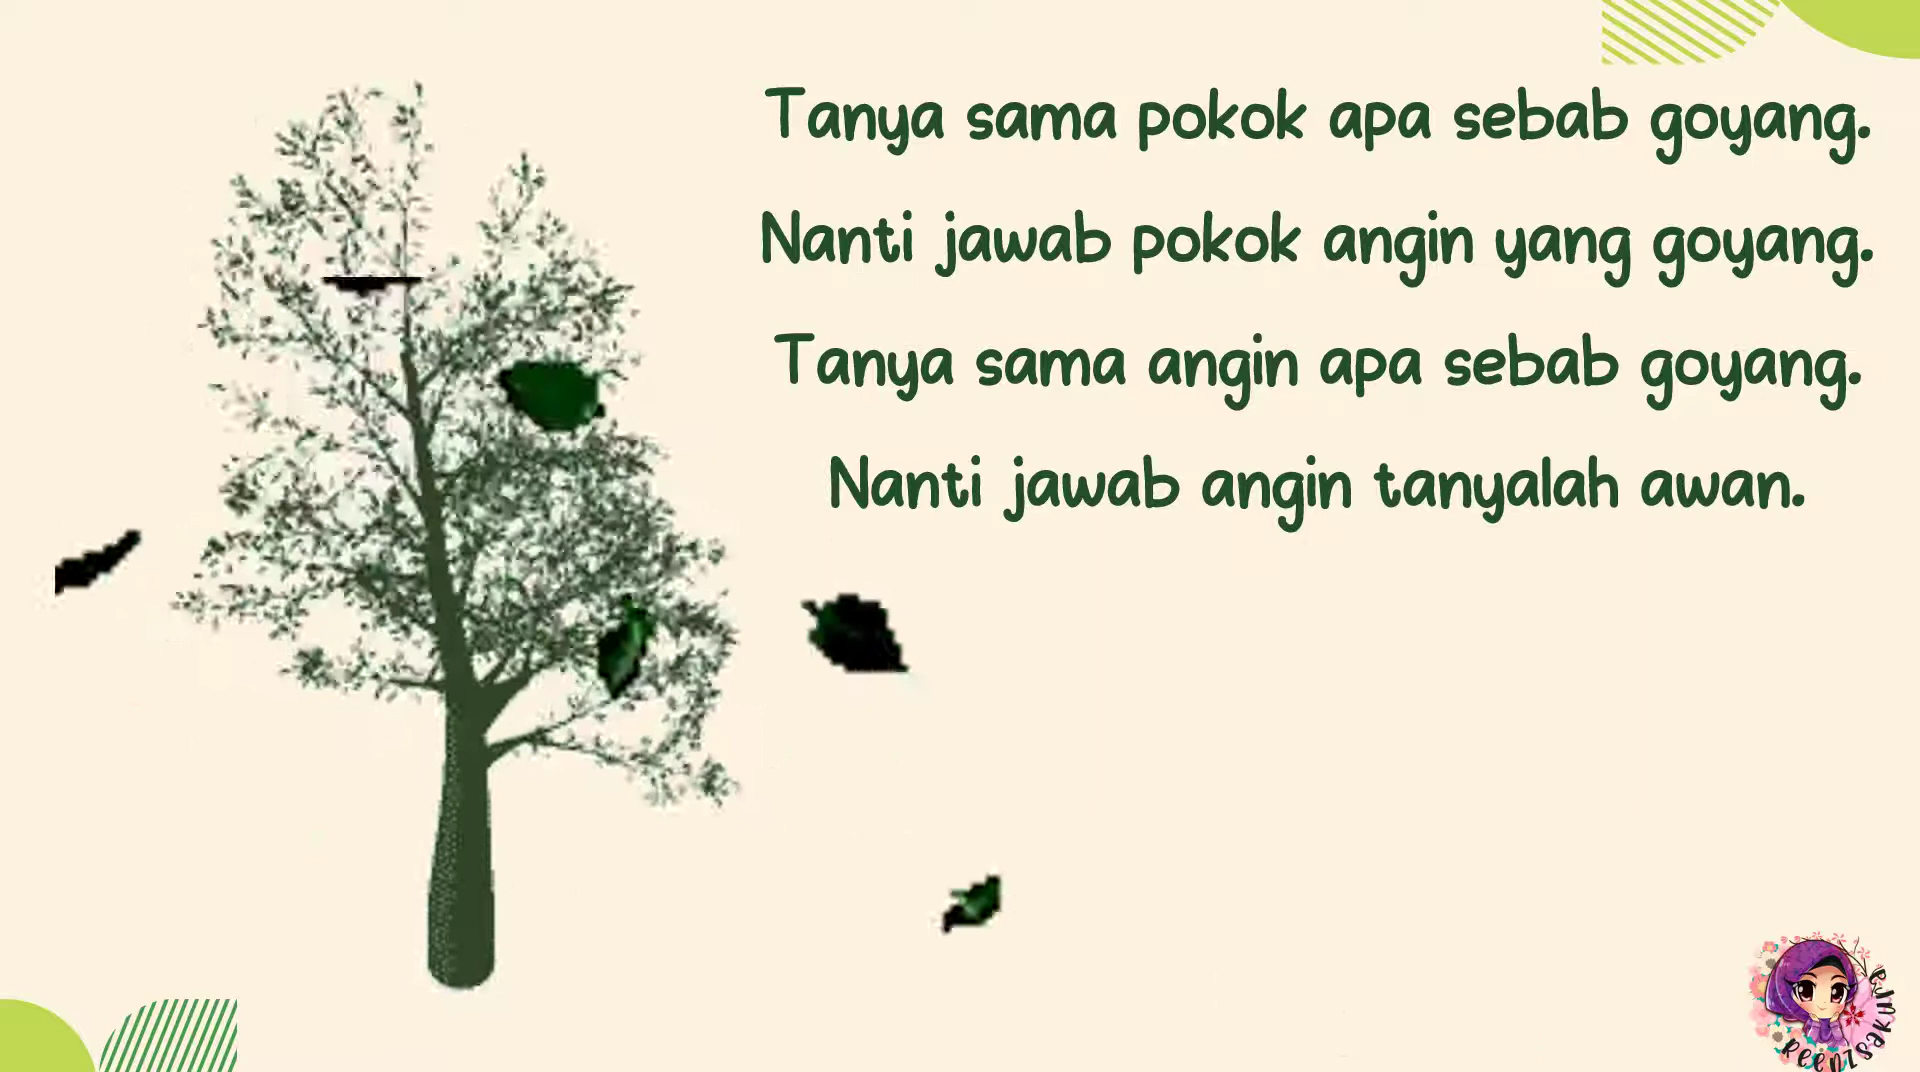 Tanya sama pokok apa sebab goyang.
Nanti jawab pokok angin yang goyang.
Tanya sama angin apa sebab goyang.
Nanti jawab angin tanyalah awan.
REENZSAKURA